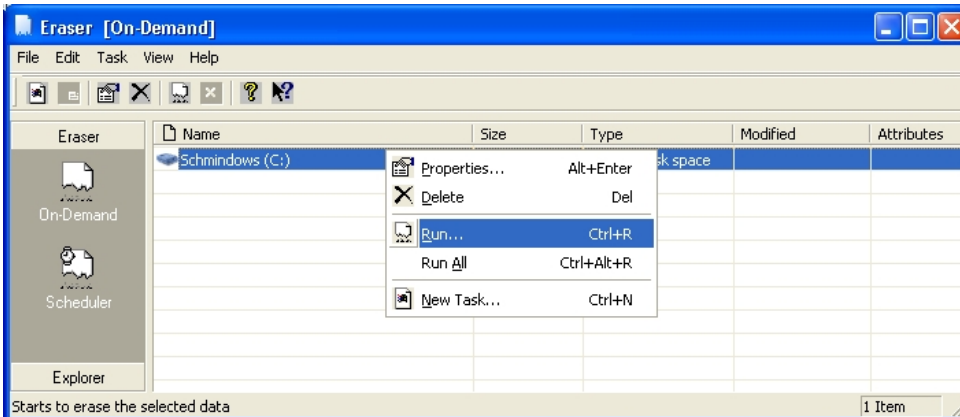 Eraser [On-Demand]
File Edit Task View Help
Eraser
Name Size Type Modified Attributes
Schmindows (C:) sk space
Properties... Alt+Enter
Delete Del
Run... Ctrl+R
Run All Ctrl+Alt+R
New Task... Ctrl+N
On-Demand
Scheduler
Explorer
Starts to erase the selected data 1 Item